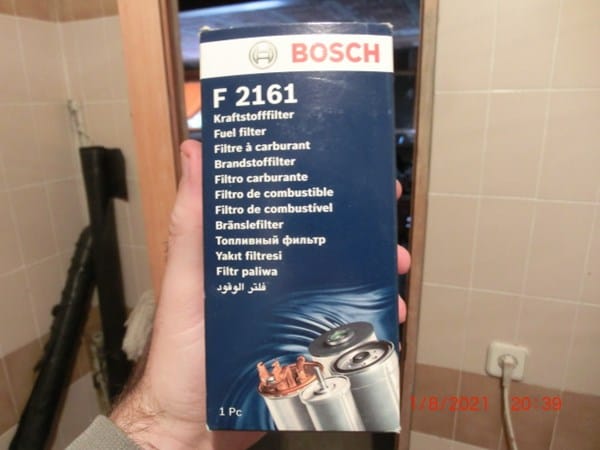 BOSCH
F 2161
Kraftstofffilter
Fuel filter
Filtre à carburant
Brandstoffilter
Filtro carburante
Filtro de combustible
Filtro de combustível
Bränslefilter
Топливный фильтр
Yakıt filtresi
Filtr paliwa
فلتر الوقود
1 Pc
1/8/2021 20:39